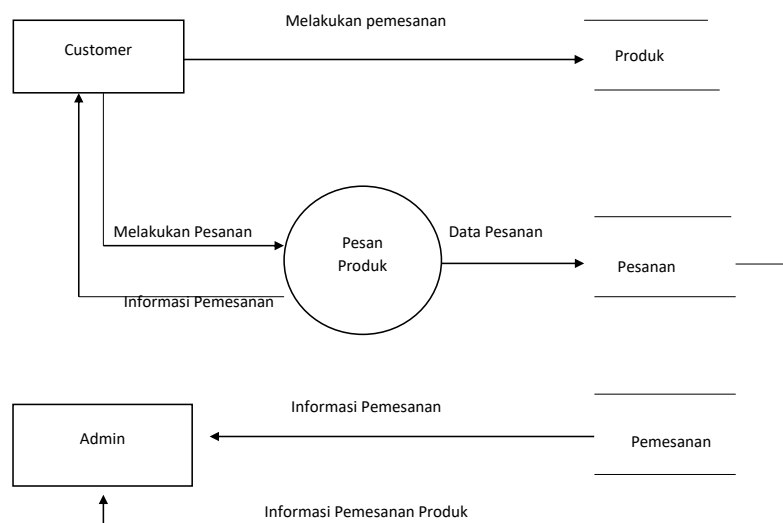 Melakukan pemesanan
Customer
Produk
Melakukan Pesanan
Pesan
Produk
Data Pesanan
Pesanan
Informasi Pemesanan
Informasi Pemesanan
Admin
Pemesanan
Informasi Pemesanan Produk